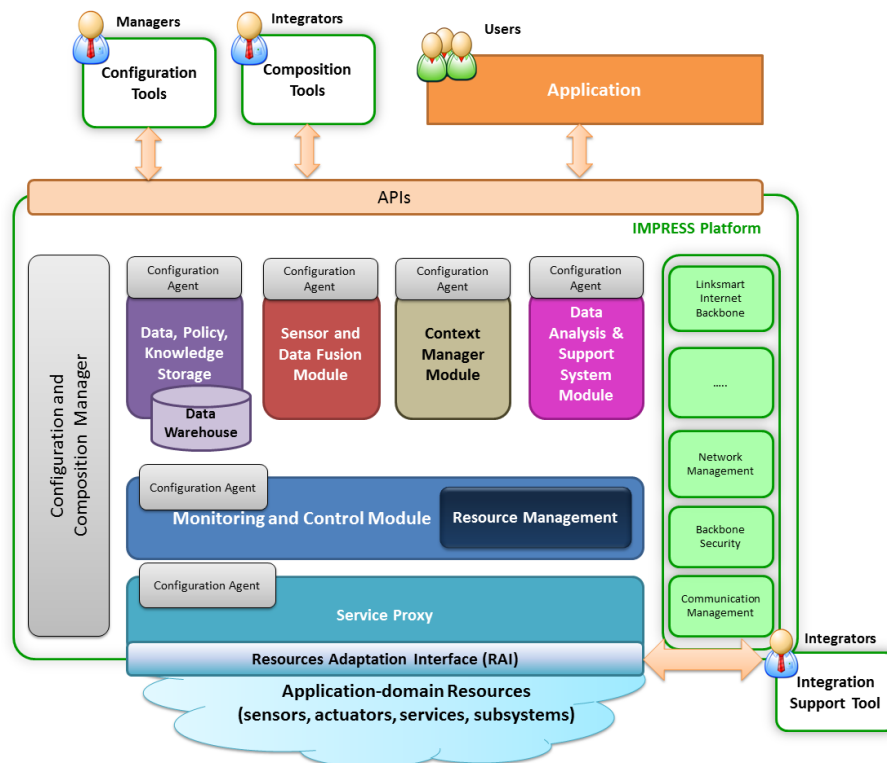 Managers
Configuration
Tools
Integrators
Composition
Tools
Users
Application
APIs
IMPRESS Platform
Configuration and
Composition Manager
Configuration
Agent
Data, Policy,
Knowledge
Storage
Data
Warehouse
Configuration
Agent
Sensor and
Data Fusion
Module
Configuration
Agent
Context
Manager
Module
Configuration
Agent
Data
Analysis &
Support
System
Module
Linksmart
Internet
Backbone
.....
Network
Management
Backbone
Security
Communication
Management
Configuration Agent
Monitoring and Control Module
Resource Management
Configuration Agent
Service Proxy
Resources Adaptation Interface (RAI)
Application-domain Resources
(sensors, actuators, services, subsystems)
Integrators
Integration
Support Tool